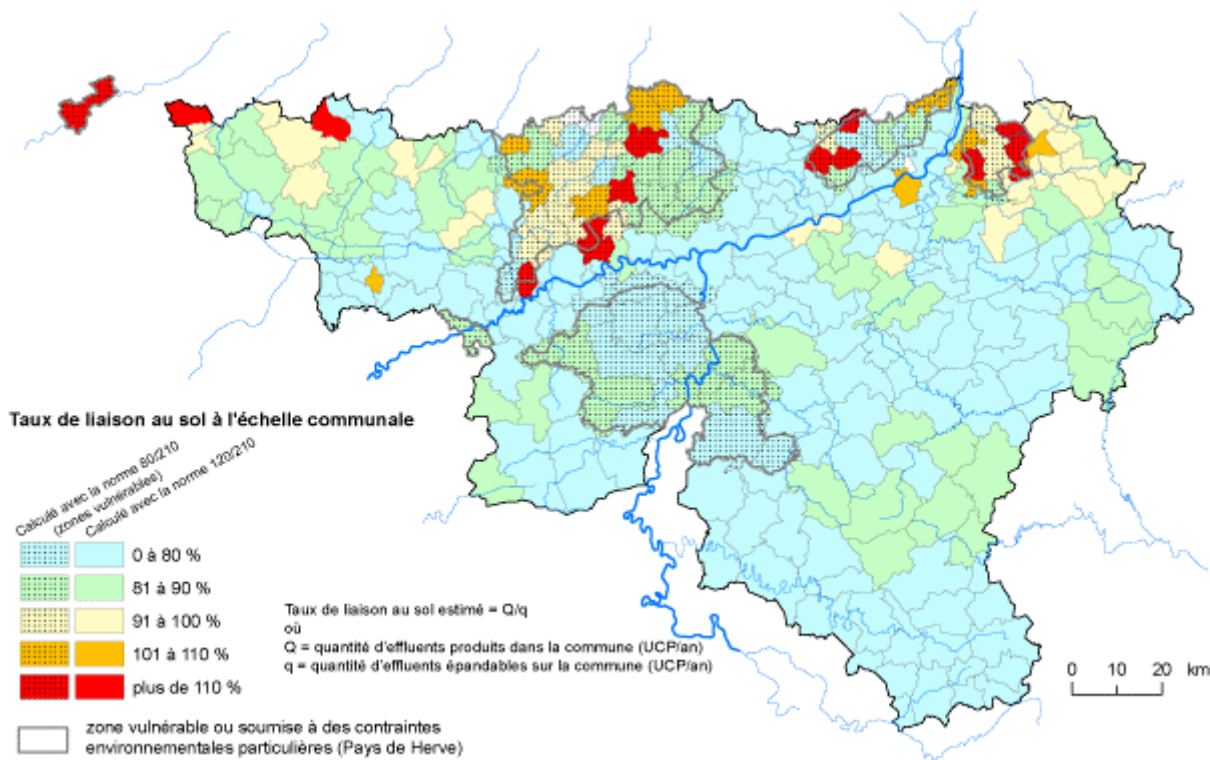 Taux de liaison au sol à l'échelle communale
Calculé avec la norme 80/210
(zones vulnérables)
Calculé avec la norme 120/210
0 à 80 %
81 à 90 %
91 à 100 %
101 à 110 %
plus de 110 %
zone vulnérable ou soumise à des contraintes
environnementales particulières (Pays de Herve)
Taux de liaison au sol estimé = Q/q
où
Q = quantité d'effluents produits dans la commune (UCP/an)
q = quantité d'effluents épandables sur la commune (UCP/an)
0 10 20 km